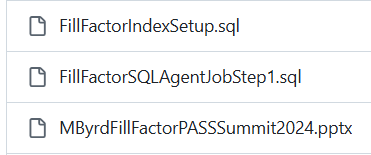 FillFactorIndexSetup.sql
FillFactorSQLAgentJobStep1.sql
MByrdFillFactorPASSSummit2024.pptx